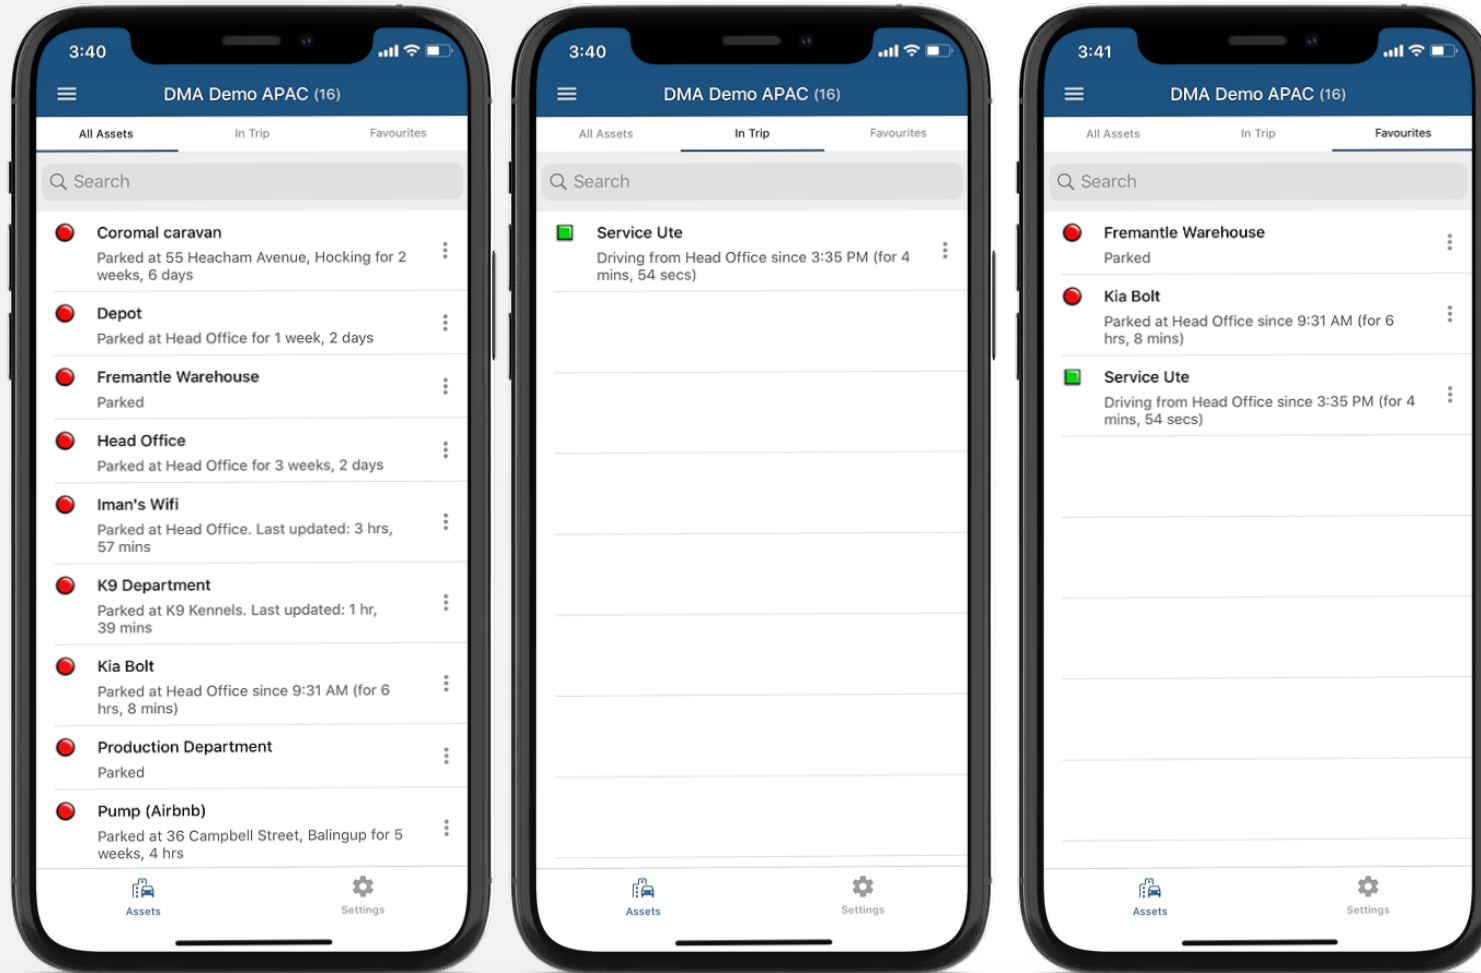 3:40
DMA Demo APAC (16)
All Assets
In Trip
Favourites
Search
Coromal caravan
Parked at 55 Heacham Avenue, Hocking for 2
weeks, 6 days
Depot
Parked at Head Office for 1 week, 2 days
Fremantle Warehouse
Parked
Head Office
Parked at Head Office for 3 weeks, 2 days
Iman's Wifi
Parked at Head Office. Last updated: 3 hrs,
57 mins
K9 Department
Parked at K9 Kennels. Last updated: 1 hr,
39 mins
Kia Bolt
Parked at Head Office since 9:31 AM (for 6
hrs, 8 mins)
Production Department
Parked
Pump (Airbnb)
Parked at 36 Campbell Street, Balingup for 5
weeks, 4 hrs
Assets
Settings
3:40
DMA Demo APAC (16)
All Assets
In Trip
Favourites
Search
Service Ute
Driving from Head Office since 3:35 PM (for 4
mins, 54 secs)
Assets
Settings
3:41
DMA Demo APAC (16)
All Assets
In Trip
Favourites
Search
Fremantle Warehouse
Parked
Kia Bolt
Parked at Head Office since 9:31 AM (for 6
hrs, 8 mins)
Service Ute
Driving from Head Office since 3:35 PM (for 4
mins, 54 secs)
Assets
Settings